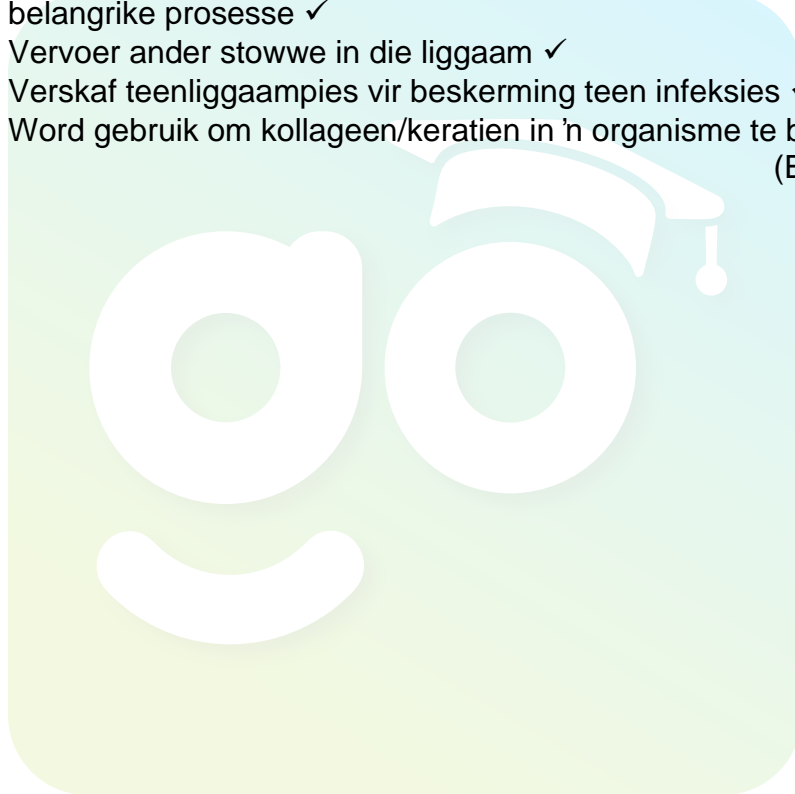 belangrike prosesse ✓
Vervoer ander stowwe in die liggaam ✓
Verskaf teenliggaampies vir beskerming teen infeksies
Word gebruik om kollageen/keratien in 'n organisme te
go